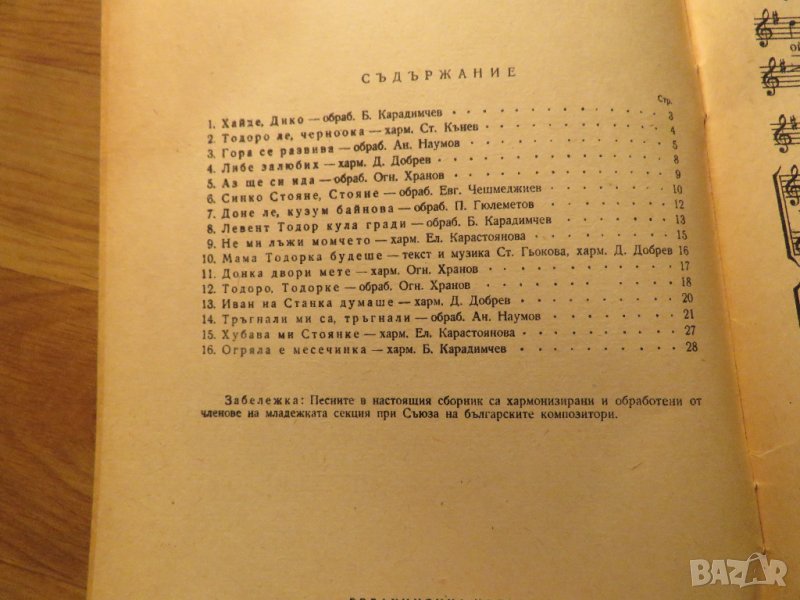 СЪДЪРЖАНИЕ
Стр.
1. Хайде, Дико — обраб. Б. Карадимчев . . . . . . . . . . 3
2. Тодоро ле, черноока — харм. Ст. Кънев . . . . . . . . . . 4
3. Гора се развива — обраб. Ан. Наумов . . . . . . . . . . 5
4. Либе залюбих — харм. Д. Добрев . . . . . . . . . . 8
5. Аз ще си ида — обраб. Огн. Хранов . . . . . . . . . . 9
6. Синко Стояне, Стояне — обраб. Евг. Чешмеджиев . . . . . . 10
7. Доне ле, кузум байнова — обраб. П. Гюлеметов . . . . . . 12
8. Левент Тодор кула гради — обраб. Б. Карадимчев . . . . . . 13
9. Не ми лъжи момчето — харм. Ел. Карастоянова . . . . . . 15
10. Мама Тодорка будеше — текст и музика Ст. Гьокова, харм. Д. Добрев 16
11. Донка двори мете — харм. Огн. Хранов . . . . . . . . . 17
12. Тодоро, Тодорке — обраб. Огн. Хранов . . . . . . . . . 18
13. Иван на Станка думаше — харм. Д. Добрев . . . . . . . . 20
14. Тръгнали ми са, тръгнали — обраб. Ан. Наумов . . . . . . 21
15. Хубава ми Стоянке — харм. Ел. Карастоянова . . . . . . . 27
16. Огряла е месечинка — харм. Б. Карадимчев . . . . . . . 28
Забележка: Песните в настоящия сборник са хармонизирани и обработени от
членове на младежката секция при Съюза на българските композитори.
BAZAR
bg